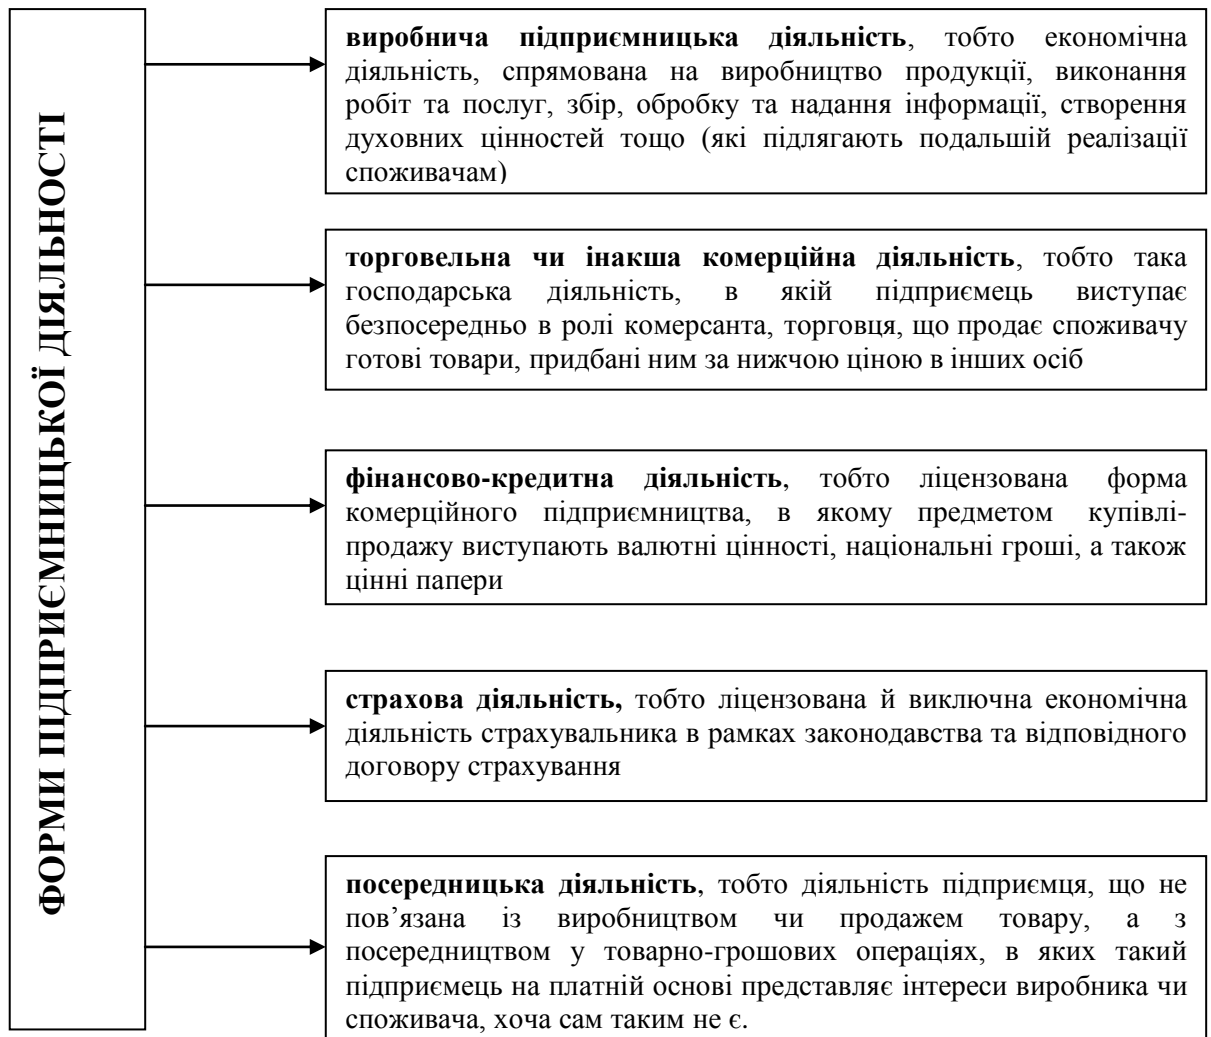 ФОРМИ ПІДПРИЄМНИЦЬКОЇ ДІЯЛЬНОСТІ
виробнича підприємницька діяльність, тобто економічна
діяльність, спрямована на виробництво продукції, виконання
робіт та послуг, збір, обробку та надання інформації, створення
духовних цінностей тощо (які підлягають подальшій реалізації
споживачам)
торговельна чи інакша комерційна діяльність, тобто така
господарська діяльність, в якій підприємець виступає
безпосередньо в ролі комерсанта, торговця, що продає споживачу
готові товари, придбані ним за нижчою ціною в інших осіб
фінансово-кредитна діяльність, тобто ліцензована форма
комерційного підприємництва, в якому предметом купівлі-
продажу виступають валютні цінності, національні гроші, а також
цінні папери
страхова діяльність, тобто ліцензована й виключна економічна
діяльність страхувальника в рамках законодавства та відповідного
договору страхування
посередницька діяльність, тобто діяльність підприємця, що не
пов’язана із виробництвом чи продажем товару, а з
посередництвом у товарно-грошових операціях, в яких такий
підприємець на платній основі представляє інтереси виробника чи
споживача, хоча сам таким не є.